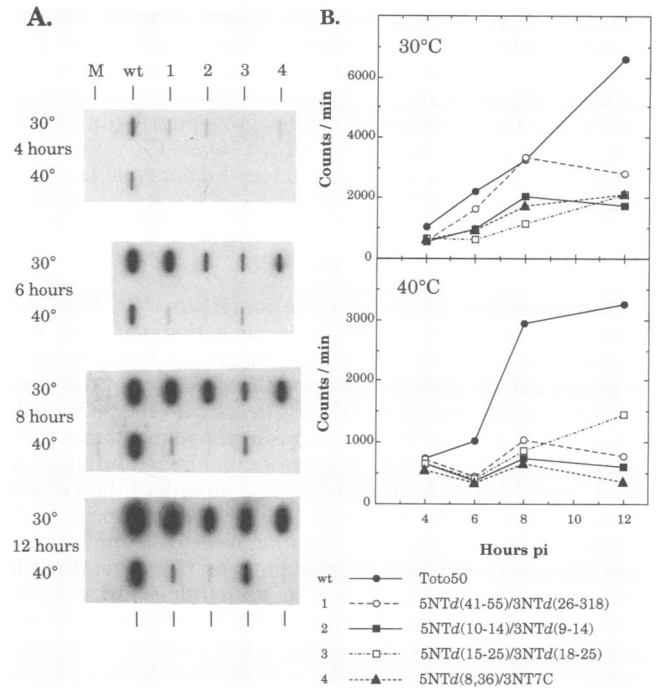 A.
M wt 1 2 3 4
30°
4 hours
40°
30°
6 hours
40°
30°
8 hours
40°
30°
12 hours
40°
B.
30°C
Counts / min
6000
4000
2000
0
40°C
Counts / min
3000
2000
1000
0
2 4 6 8 10 12
Hours pi
wt Toto50
1 5NTd(41-55)/3NTd(26-318)
2 5NTd(10-14)/3NTd(9-14)
3 5NTd(15-25)/3NTd(18-25)
4 5NTd(8,36)/3NT7C